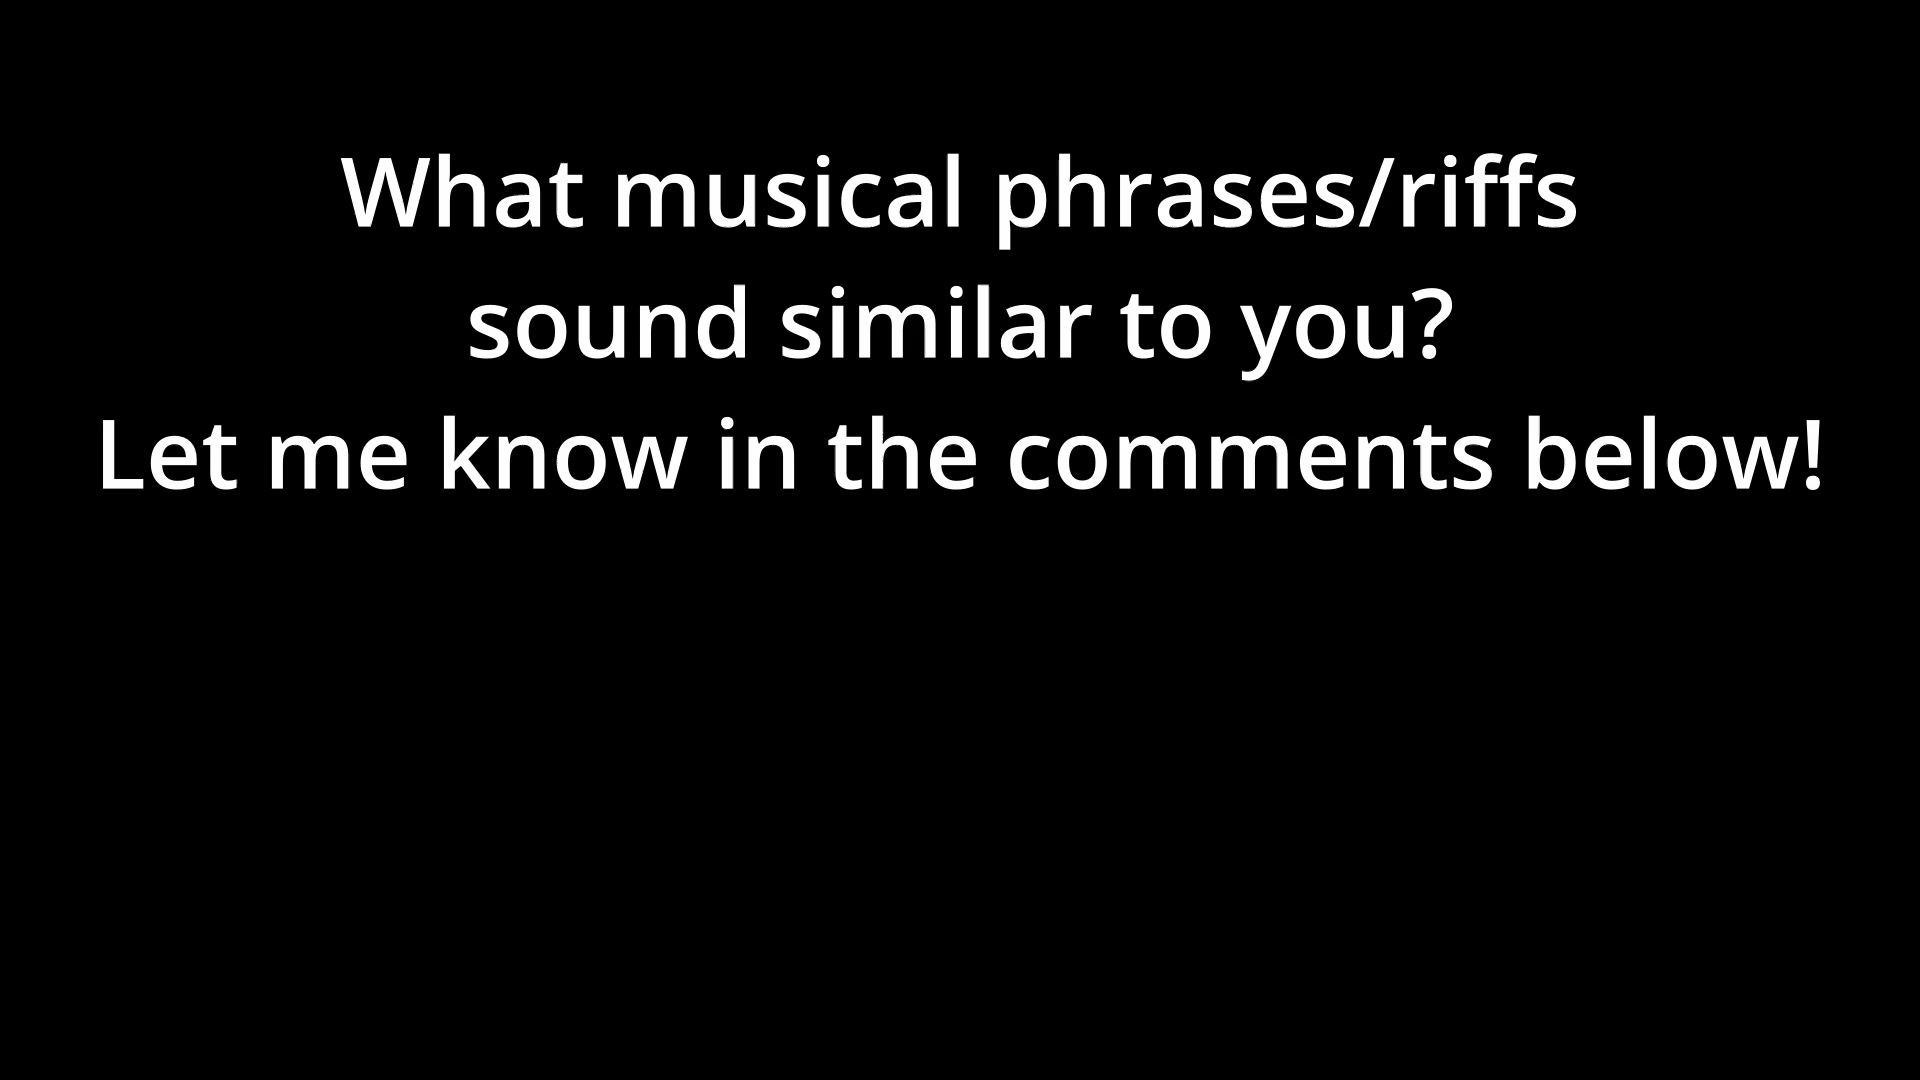 What musical phrases/riffs
sound similar to you?
Let me know in the comments below!